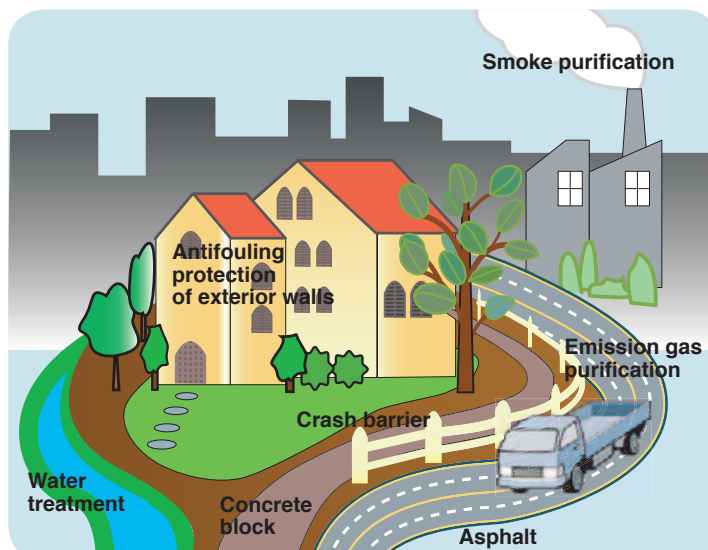 Smoke purification
Antifouling
protection
of exterior walls
Emission gas
purification
Crash barrier
Water
treatment
Concrete
block
Asphalt